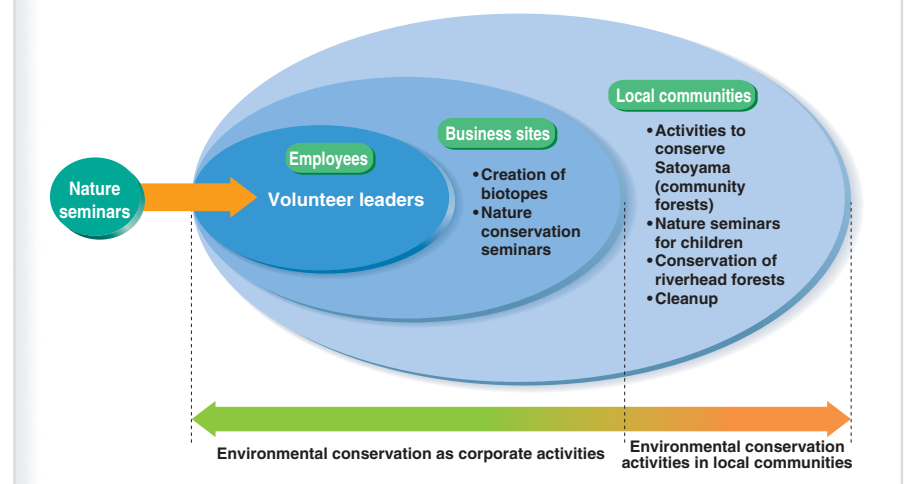 Nature
seminars
Employees
Volunteer leaders
Business sites
•Creation of
biotopes
•Nature
conservation
seminars
Local communities
•Activities to
conserve
Satoyama
(community
forests)
•Nature seminars
for children
•Conservation of
riverhead forests
•Cleanup
Environmental conservation as corporate activities
Environmental conservation
activities in local communities